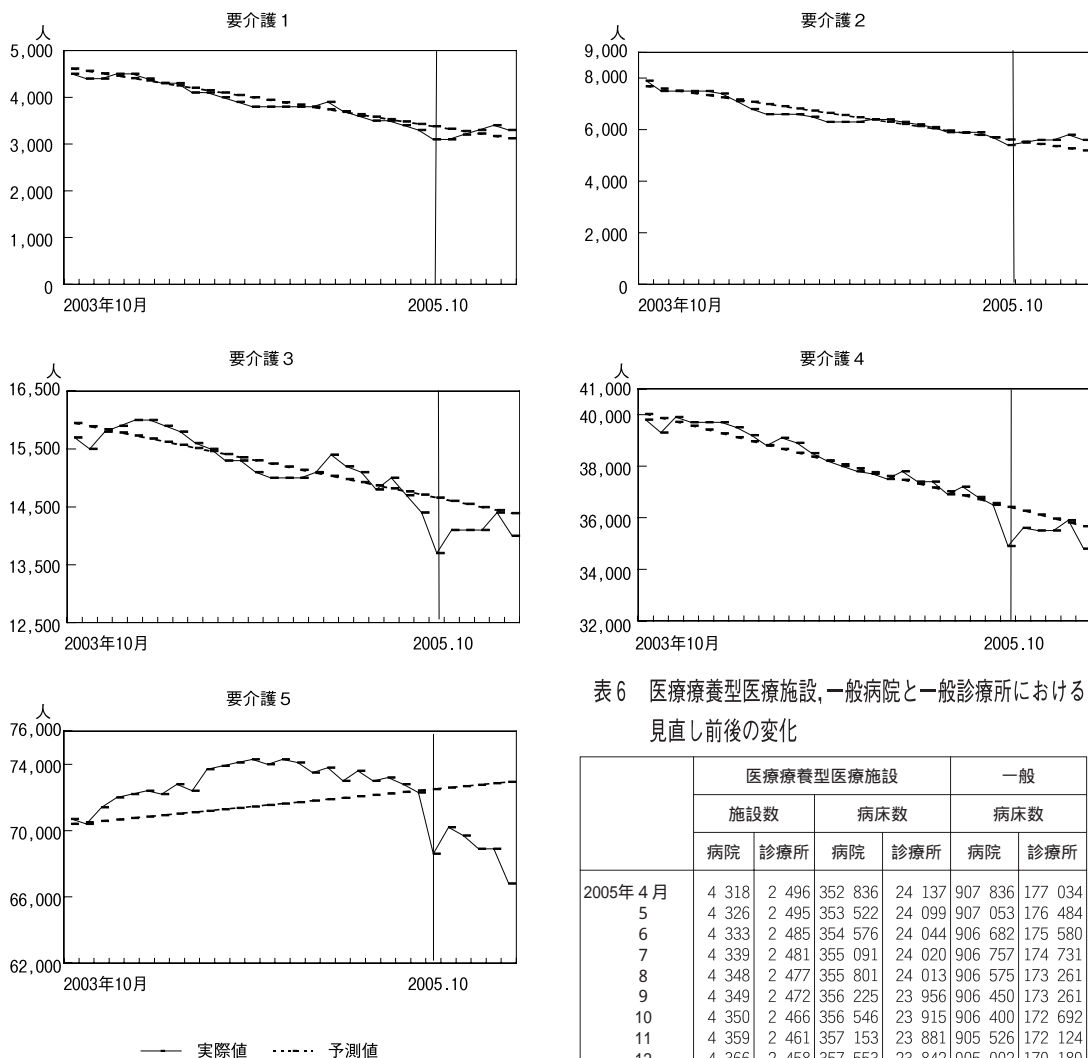 要介護1
人
5,000
4,000
3,000
2,000
1,000
0
2003年10月 2005.10
要介護2
人
9,000
8,000
6,000
4,000
2,000
0
2003年10月 2005.10
要介護3
人
16,500
15,500
14,500
13,500
12,500
2003年10月 2005.10
要介護4
人
41,000
40,000
38,000
36,000
34,000
32,000
2003年10月 2005.10
要介護5
人
76,000
74,000
70,000
66,000
62,000
2003年10月 2005.10
実際値 予測値
表6 医療療養型医療施設,一般病院と一般診療所における
見直し前後の変化
医療療養型医療施設 一般
施設数 病床数 病床数
病院 診療所 病院 診療所 病院 診療所
2005年4月 4 318 2 496 352 836 24 137 907 836 177 034
5 4 326 2 495 353 522 24 099 907 053 176 484
6 4 333 2 485 354 576 24 044 906 682 175 580
7 4 339 2 481 355 091 24 020 906 757 174 731
8 4 348 2 477 355 801 24 013 906 575 173 261
9 4 349 2 472 356 225 23 956 906 450 173 261
10 4 350 2 466 356 546 23 915 906 400 172 692
11 4 359 2 461 357 153 23 881 905 526 172 124